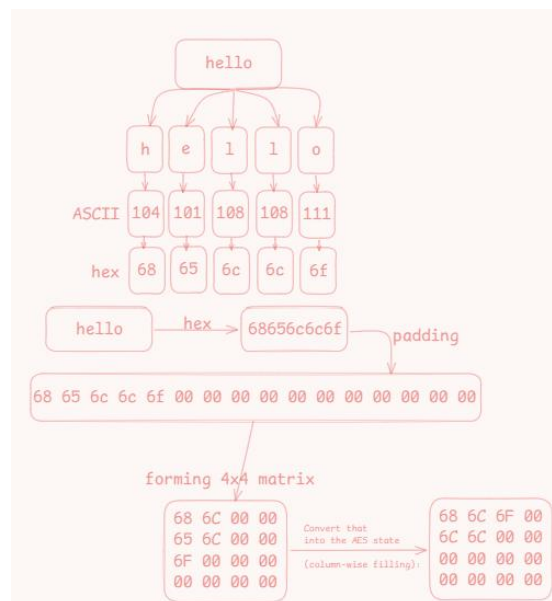 hello
h e l l o
ASCII 104 101 108 108 111
hex 68 65 6c 6c 6f
hello hex 68656c6c6f
padding
68 65 6c 6c 6f 00 00 00 00 00 00 00 00 00 00 00
forming 4x4 matrix
68 6C 00 00
65 6C 00 00
6F 00 00 00
00 00 00 00
Convert that
into the AES state
(column-wise filling):
68 6C 6F 00
6C 6C 00 00
00 00 00 00
00 00 00 00